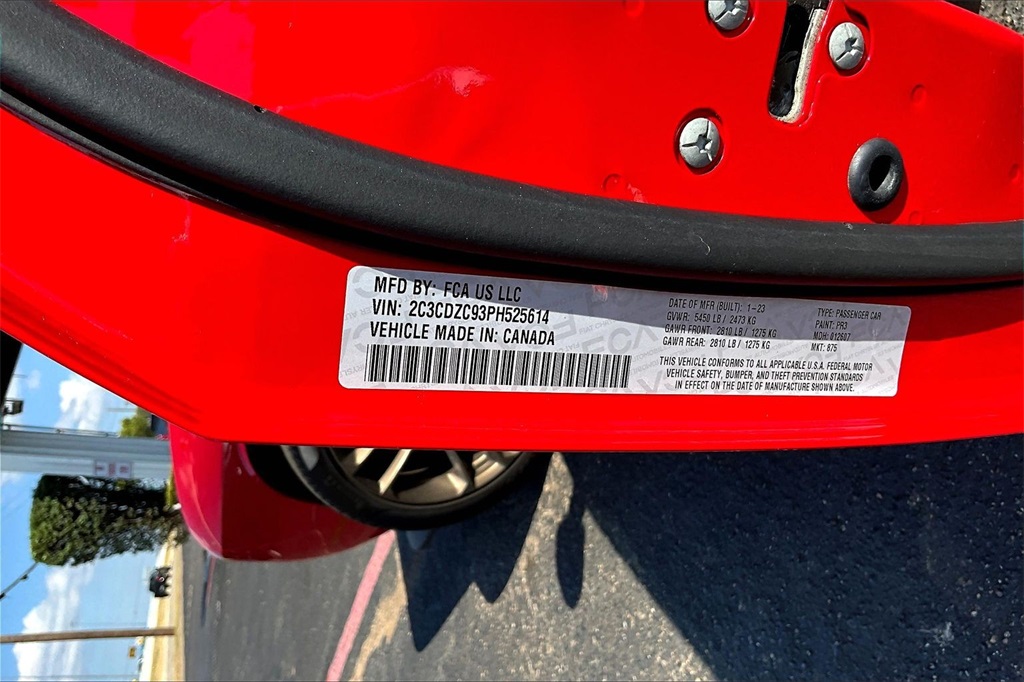 MFD BY: FCA US LLC
VIN: 2C3CDZC93PH525614
VEHICLE MADE IN: CANADA
DATE OF MFR (BUILT): 1-23
GVWR: 5450 LB / 2473 KG
GAWR FRONT: 2810 LB / 1275 KG
GAWR REAR: 2810 LB / 1275 KG
TYPE: PASSENGER CAR
PAINT: PR3
MDH: 012607
MKT: 875
THIS VEHICLE CONFORMS TO ALL APPLICABLE U.S.A. FEDERAL MOTOR
VEHICLE SAFETY, BUMPER, AND THEFT PREVENTION STANDARDS
IN EFFECT ON THE DATE OF MANUFACTURE SHOWN ABOVE.